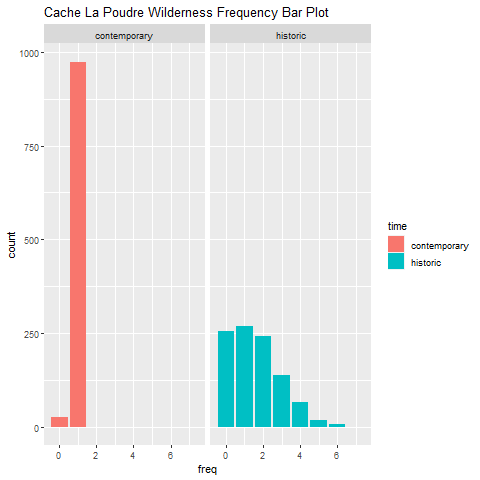 Cache La Poudre Wilderness Frequency Bar Plot
contemporary historic
1000
750
500
250
0
count
0 2 4 6 0 2 4 6
freq
time
contemporary
historic